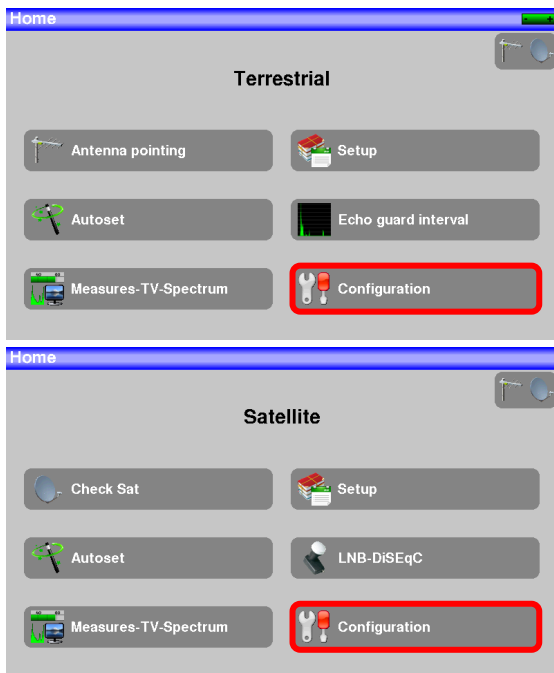 Home
Terrestrial
Antenna pointing
Setup
Autoset
Echo guard interval
Measures-TV-Spectrum
Configuration
Home
Satellite
Check Sat
Setup
Autoset
LNB-DiSEqC
Measures-TV-Spectrum
Configuration